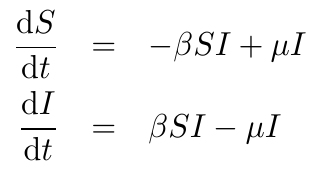 dS/dt = −βSI + μI
dI/dt = βSI − μI